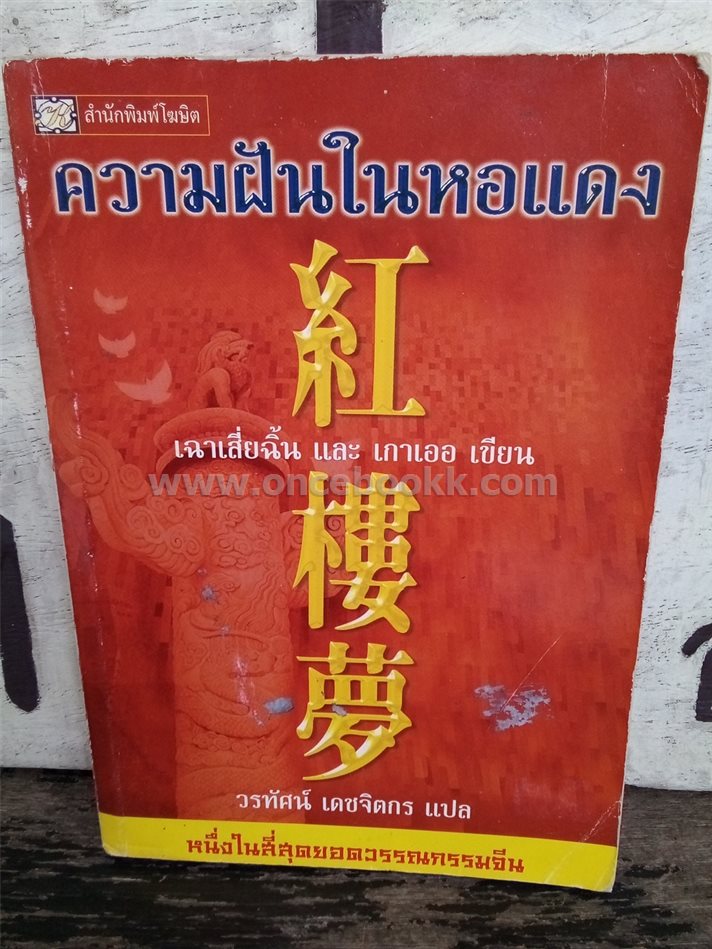 สำนักพิมพ์โฆษิต
ความฝันในหอแดง
紅
เฉาเสี่ยฉิ้น และ เกาเออ เขียน
www.oncebookk.com
樓
夢
วรทัศน์ เดชจิตกร แปล
หนึ่งในสี่สุดยอดวรรณกรรมจีน